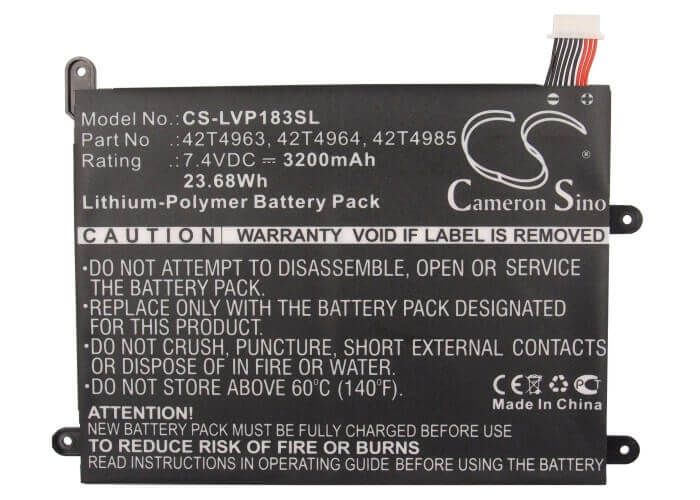 Model No.: CS-LVP183SL
Part No :42T4963, 42T4964, 42T4985
Rating :7.4VDC ⎓ 3200mAh
23.68Wh
Lithium-Polymer Battery Pack
CS
Cameron Sino
CAUTION WARRANTY VOID IF LABEL IS REMOVED
•DO NOT ATTEMPT TO DISASSEMBLE, OPEN OR SERVICE
THE BATTERY PACK.
•REPLACE ONLY WITH THE BATTERY PACK DESIGNATED
FOR THIS PRODUCT.
•DO NOT CRUSH, PUNCTURE, SHORT EXTERNAL CONTACTS
OR DISPOSE OF IN FIRE OR WATER.
•DO NOT STORE ABOVE 60°C (140°F).
CE
PCT
Made In China
ATTENTION!
NEW BATTERY PACK MUST BE FULLY CHARGED BEFORE USE
TO REDUCE RISK OF FIRE OR BURNS
READ INSTRUCTIONS IN OPERATING GUIDE BEFORE USING BATTERY